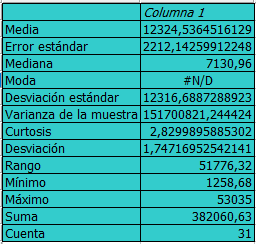 Columna 1
Media 12324,5364516129
Error estándar 2212,14259912248
Mediana 7130,96
Moda #N/D
Desviación estándar 12316,6887288923
Varianza de la muestra 151700821,244424
Curtosis 2,8299895885302
Desviación 1,74716952542141
Rango 51776,32
Mínimo 1258,68
Máximo 53035
Suma 382060,63
Cuenta 31